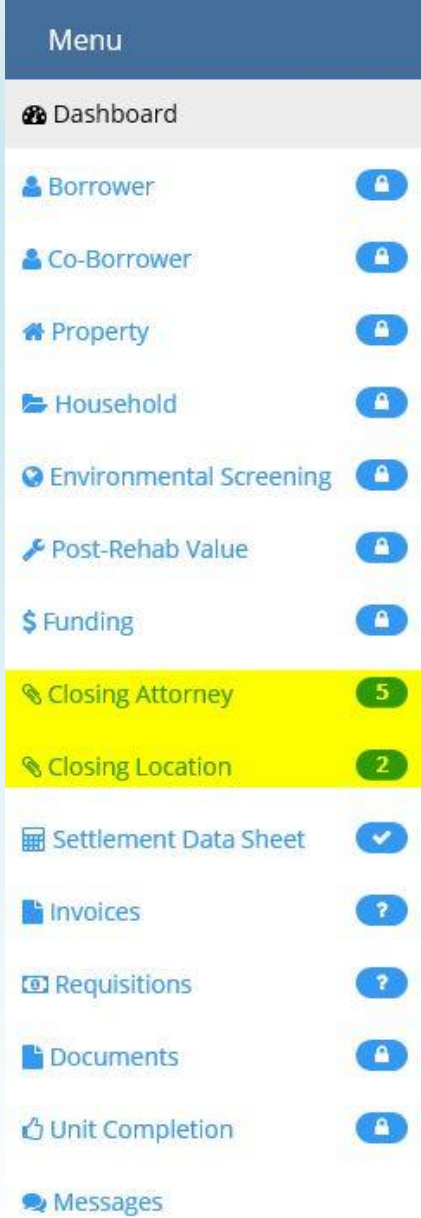 Menu
Dashboard
Borrower
Co-Borrower
Property
Household
Environmental Screening
Post-Rehab Value
$ Funding
Closing Attorney 5
Closing Location 2
Settlement Data Sheet
Invoices ?
Requisitions ?
Documents
Unit Completion
Messages